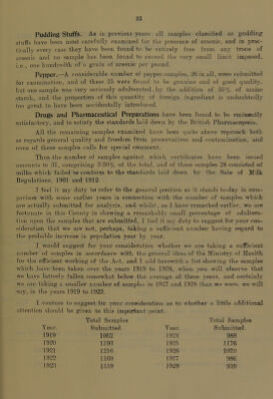 35
Pudding Stuffs. As in previous years all samples classified as pudding
stuffs have been most carefully examined for the presence of arsenic, and in prac-
tically every case they have been found to be entirely free from any trace of
arsenic and no sample has been found to exceed the very small limit imposed,
i.e., one hundredth of a grain of arsenic per pound.
Pepper.—A considerable number of pepper samples, 26 in all, were submitted
for examination, and of these 25 were found to be genuine and of good quality,
but one sample was very seriously adulterated, by the addition of 35% of maize
starch, and the proportion of this quantity of foreign ingredient is undoubtedly
too great to have been accidentally introduced.
Drugs and Pharmaceutical Preparations have been found to be eminently
satisfactory, and to satisfy the standards laid down by the British Pharmacopoeia.
All the remaining samples examined have been quite above reproach both
as regards general quality and freedom from preservatives and contamination, and
none of these samples calls for special comment.
Thus the number of samples against which certificates have been issued
amounts to 31, comprising 3.30% of the total, and of these samples 28 consisted of
milks which failed to conform to the standards laid down by the Sale of Milk
Regulations, 1901 and 1912.
I feel it my duty to refer to the general position as it stands today in com-
parison with some earlier years in connection with the number of samples which
are actually submitted for analysis, and whilst, as I have remarked earlier, we are
fortunate in this County in showing a remarkably small percentage of adultera-
tion upon the samples that are submitted, I feel it my duty to suggest for your con-
sideration that we are not, perhaps, taking a sufficient number having regard to
the probable increase in population year by year.
I would suggest for your consideration whether we are taking a sufficient
number of samples in accordance with the general ideas of the Ministry of Health
for the efficient working of the Act, and I add herewith a list showing the samples
which have been taken over the years 1919 to 1928, when you will observe that
we have latterly fallen somewhat below the average of these years, and certainly
we are taking a smaller number of samples in 1927 and 1928 than we were, we will
say, in the years 1919 to 1923.
I venture to suggest for your consideration as to whether a little additional
attention should be given to this important point.
Total Samples Total Samples
Year. Submitted. Year. Submitted.
1919 1082 1924 988
1920 1193 1925 1176
1921 1216 1926 1020
1922 1169 1927 986
1923 1159 1928 939